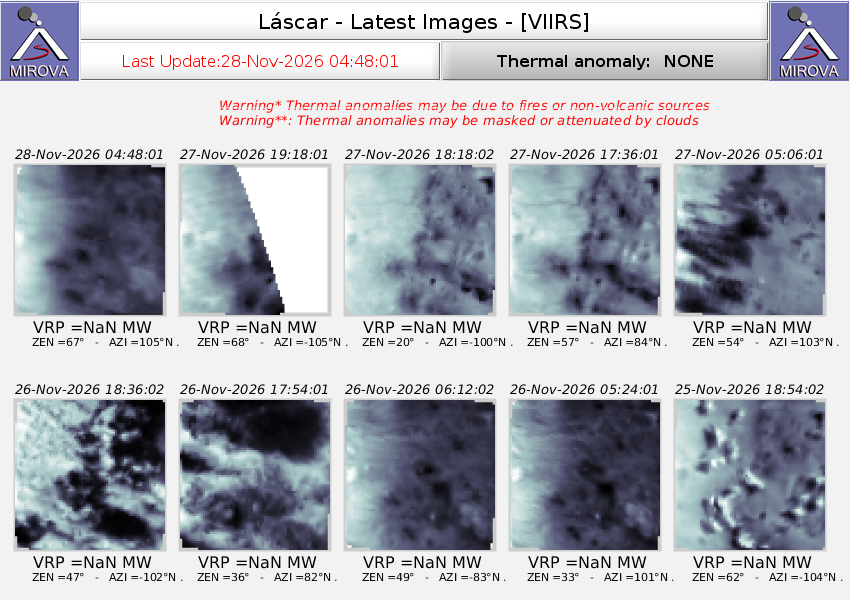 Láscar - Latest Images - [VIIRS]
MIROVA
Last Update:28-Nov-2026 04:48:01
Thermal anomaly: NONE
MIROVA
Warning* Thermal anomalies may be due to fires or non-volcanic sources
Warning**: Thermal anomalies may be masked or attenuated by clouds
28-Nov-2026 04:48:01
27-Nov-2026 19:18:01
27-Nov-2026 18:18:02
27-Nov-2026 17:36:01
27-Nov-2026 05:06:01
VRP =NaN MW
VRP =NaN MW
VRP =NaN MW
VRP =NaN MW
VRP =NaN MW
ZEN =67° - AZI =105°N .
ZEN =68° - AZI =-105°N .
ZEN =20° - AZI =-100°N .
ZEN =57° - AZI =84°N .
ZEN =54° - AZI =103°N .
26-Nov-2026 18:36:02
26-Nov-2026 17:54:01
26-Nov-2026 06:12:02
26-Nov-2026 05:24:01
25-Nov-2026 18:54:02
VRP =NaN MW
VRP =NaN MW
VRP =NaN MW
VRP =NaN MW
VRP =NaN MW
ZEN =47° - AZI =-102°N .
ZEN =36° - AZI =82°N .
ZEN =49° - AZI =-83°N .
ZEN =33° - AZI =101°N .
ZEN =62° - AZI =-104°N .